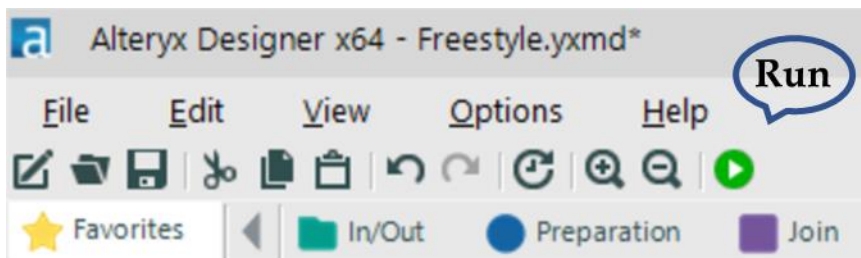 Alteryx Designer x64 - Freestyle.yxmd*
Run
File Edit View Options Help
Favorites In/Out Preparation Join